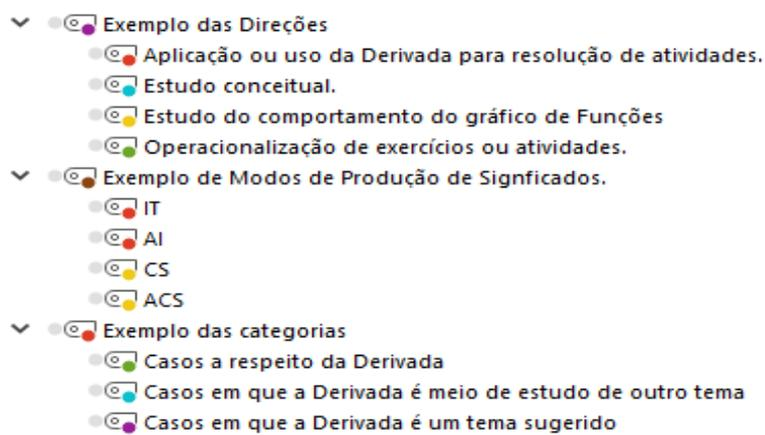 Exemplo das Direções
Aplicação ou uso da Derivada para resolução de atividades.
Estudo conceitual.
Estudo do comportamento do gráfico de Funções
Operacionalização de exercícios ou atividades.
Exemplo de Modos de Produção de Signficados.
IT
AI
CS
ACS
Exemplo das categorias
Casos a respeito da Derivada
Casos em que a Derivada é meio de estudo de outro tema
Casos em que a Derivada é um tema sugerido